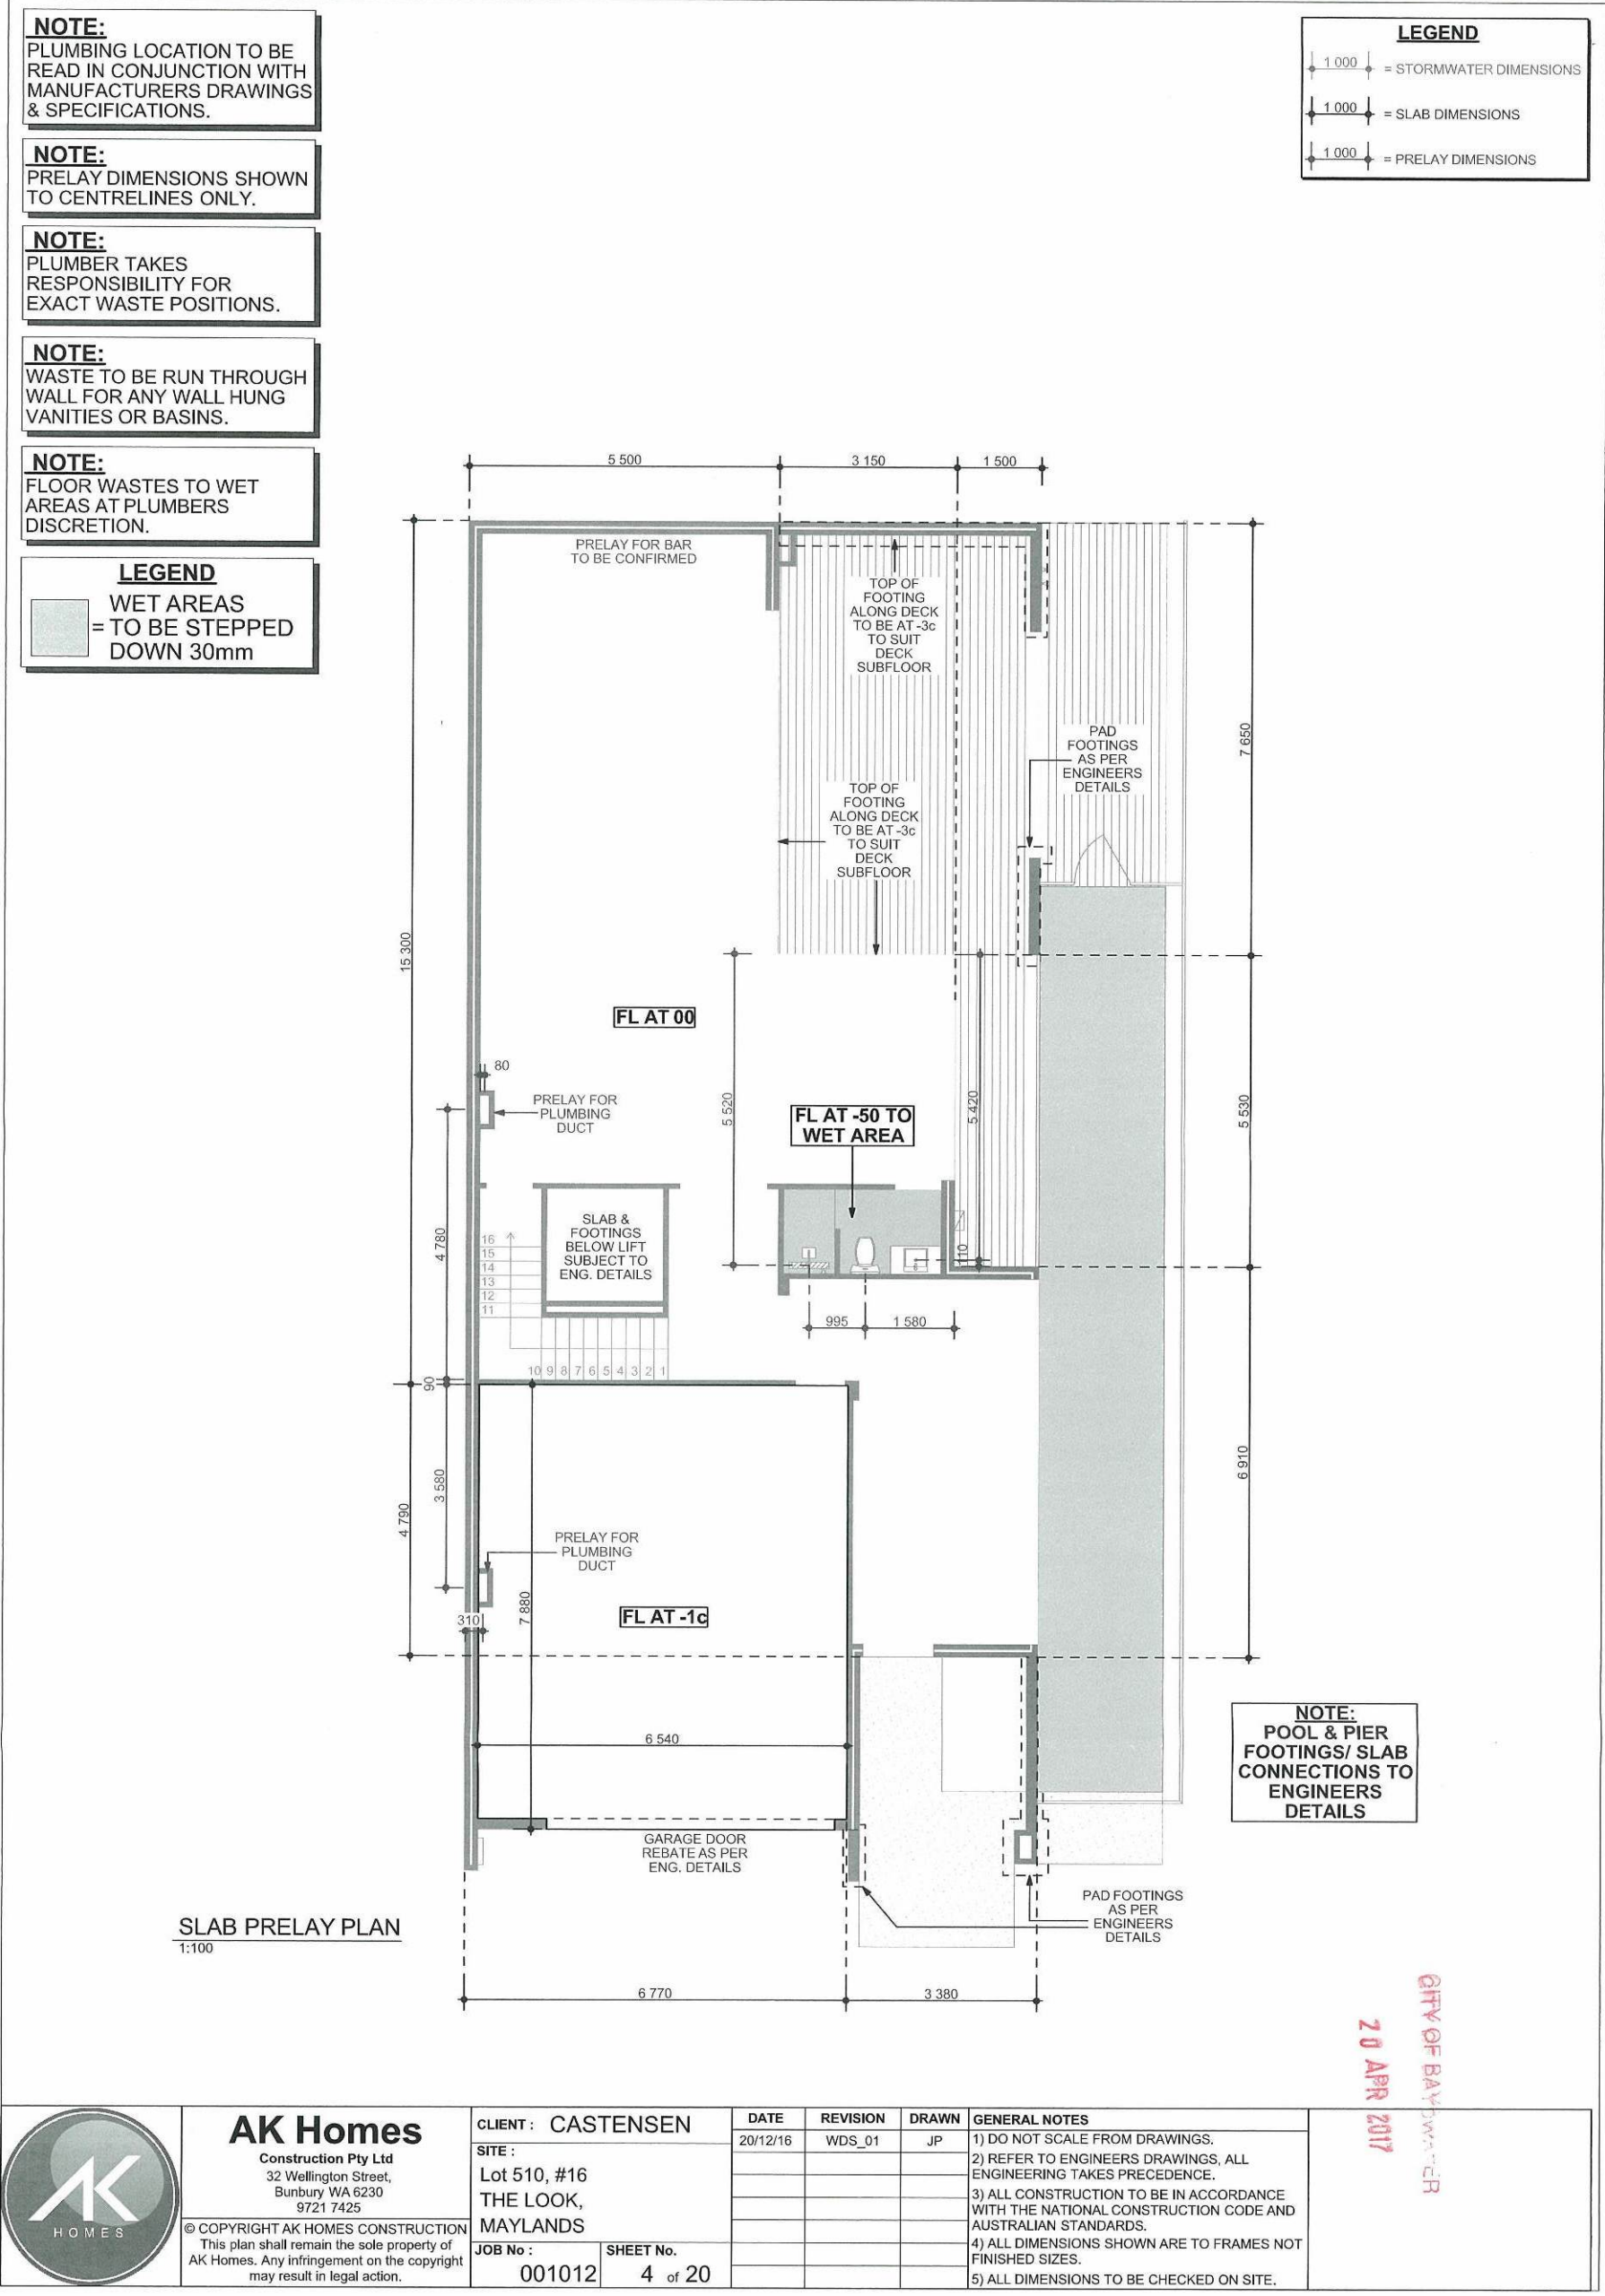 NOTE:
PLUMBING LOCATION TO BE
READ IN CONJUNCTION WITH
MANUFACTURERS DRAWINGS
& SPECIFICATIONS.
NOTE:
PRELAY DIMENSIONS SHOWN
TO CENTRELINES ONLY.
NOTE:
PLUMBER TAKES
RESPONSIBILITY FOR
EXACT WASTE POSITIONS.
NOTE:
WASTE TO BE RUN THROUGH
WALL FOR ANY WALL HUNG
VANITIES OR BASINS.
NOTE:
FLOOR WASTES TO WET
AREAS AT PLUMBERS
DISCRETION.
LEGEND
WET AREAS
= TO BE STEPPED
DOWN 30mm
LEGEND
1 000 = STORMWATER DIMENSIONS
1 000 = SLAB DIMENSIONS
1 000 = PRELAY DIMENSIONS
5 500
3 150
1 500
PRELAY FOR BAR
TO BE CONFIRMED
TOP OF
FOOTING
ALONG DECK
TO BE AT -3c
TO SUIT
DECK
SUBFLOOR
PAD
FOOTINGS
AS PER
ENGINEERS
DETAILS
7 650
TOP OF
FOOTING
ALONG DECK
TO BE AT -3c
TO SUIT
DECK
SUBFLOOR
15 300
FL AT 00
80
PRELAY FOR
PLUMBING
DUCT
5 520
FL AT -50 TO
WET AREA
5 420
5 530
4 780
SLAB &
FOOTINGS
BELOW LIFT
SUBJECT TO
ENG. DETAILS
16
15
14
13
12
11
110
995
1 580
10 9 8 7 6 5 4 3 2 1
90
3 580
4 790
6 910
PRELAY FOR
PLUMBING
DUCT
7 880
310
FL AT -1c
6 540
NOTE:
POOL & PIER
FOOTINGS/ SLAB
CONNECTIONS TO
ENGINEERS
DETAILS
GARAGE DOOR
REBATE AS PER
ENG. DETAILS
PAD FOOTINGS
AS PER
ENGINEERS
DETAILS
SLAB PRELAY PLAN
1:100
6 770
3 380
CITY OF BAYSWATER
20 APR 2017
AK
HOMES
AK Homes
Construction Pty Ltd
32 Wellington Street,
Bunbury WA 6230
9721 7425
© COPYRIGHT AK HOMES CONSTRUCTION
This plan shall remain the sole property of
AK Homes. Any infringement on the copyright
may result in legal action.
CLIENT : CASTENSEN
SITE :
Lot 510, #16
THE LOOK,
MAYLANDS
JOB No :
001012
SHEET No.
4 of 20
DATE REVISION DRAWN
20/12/16 WDS_01 JP
GENERAL NOTES
1) DO NOT SCALE FROM DRAWINGS.
2) REFER TO ENGINEERS DRAWINGS, ALL
ENGINEERING TAKES PRECEDENCE.
3) ALL CONSTRUCTION TO BE IN ACCORDANCE
WITH THE NATIONAL CONSTRUCTION CODE AND
AUSTRALIAN STANDARDS.
4) ALL DIMENSIONS SHOWN ARE TO FRAMES NOT
FINISHED SIZES.
5) ALL DIMENSIONS TO BE CHECKED ON SITE.